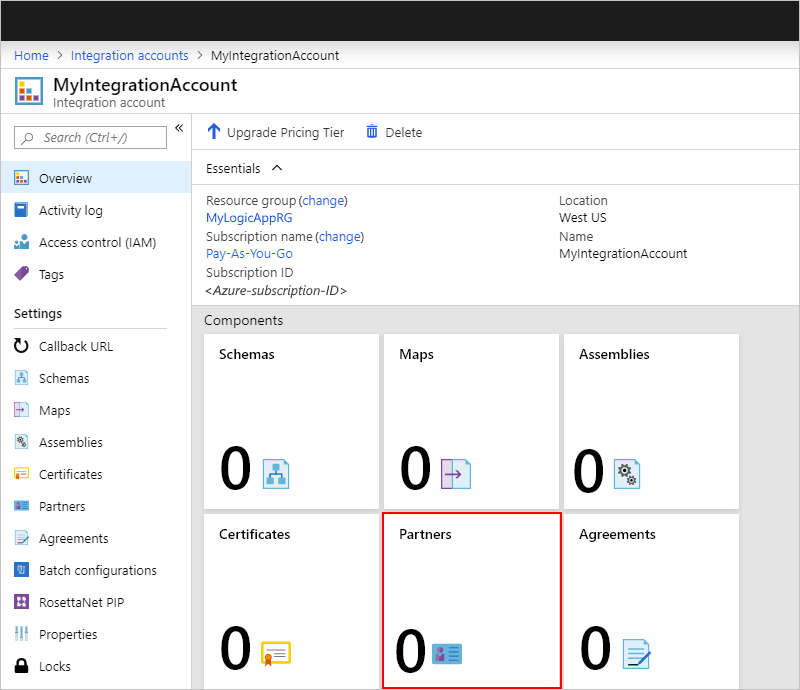 Home > Integration accounts > MyIntegrationAccount
MyIntegrationAccount
Integration account
Search (Ctrl+/)
«
Overview
Activity log
Access control (IAM)
Tags
Settings
Callback URL
Schemas
Maps
Assemblies
Certificates
Partners
Agreements
Batch configurations
RosettaNet PIP
Properties
Locks
Upgrade Pricing Tier Delete
Essentials
Resource group (change)
MyLogicAppRG
Subscription name (change)
Pay-As-You-Go
Subscription ID
<Azure-subscription-ID>
Location
West US
Name
MyIntegrationAccount
Components
Schemas
0
Maps
0
Assemblies
0
Certificates
0
Partners
0
Agreements
0